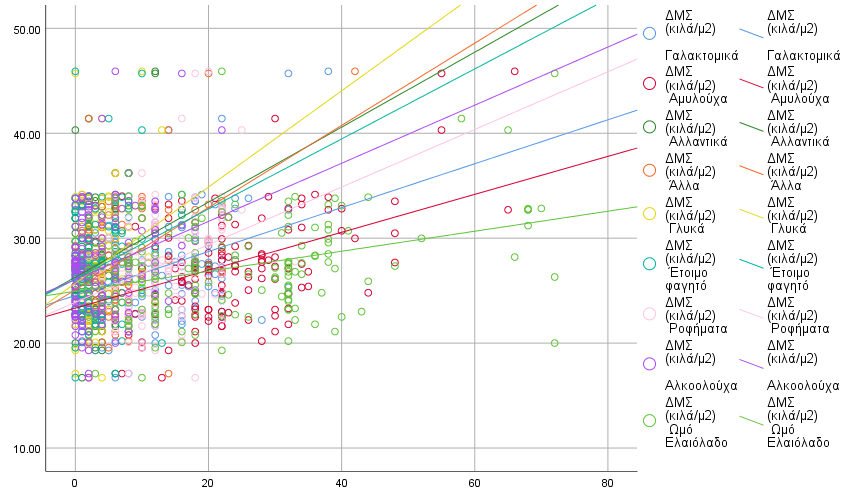 50.00
40.00
30.00
20.00
10.00
0
20
40
60
80
ΔΜΣ
(κιλά/μ2)
Γαλακτομικά
ΔΜΣ
(κιλά/μ2)
Αμυλούχα
ΔΜΣ
(κιλά/μ2)
Αλλαντικά
ΔΜΣ
(κιλά/μ2)
Άλλα
ΔΜΣ
(κιλά/μ2)
Γλυκά
ΔΜΣ
(κιλά/μ2)
Έτοιμο
φαγητό
ΔΜΣ
(κιλά/μ2)
Ροφήματα
ΔΜΣ
(κιλά/μ2)
Αλκοολούχα
ΔΜΣ
(κιλά/μ2)
Ωμό
Ελαιόλαδο
ΔΜΣ
(κιλά/μ2)
Γαλακτομικά
ΔΜΣ
(κιλά/μ2)
Αμυλούχα
ΔΜΣ
(κιλά/μ2)
Αλλαντικά
ΔΜΣ
(κιλά/μ2)
Άλλα
ΔΜΣ
(κιλά/μ2)
Γλυκά
ΔΜΣ
(κιλά/μ2)
Έτοιμο
φαγητό
ΔΜΣ
(κιλά/μ2)
Ροφήματα
ΔΜΣ
(κιλά/μ2)
Αλκοολούχα
ΔΜΣ
(κιλά/μ2)
Ωμό
Ελαιόλαδο